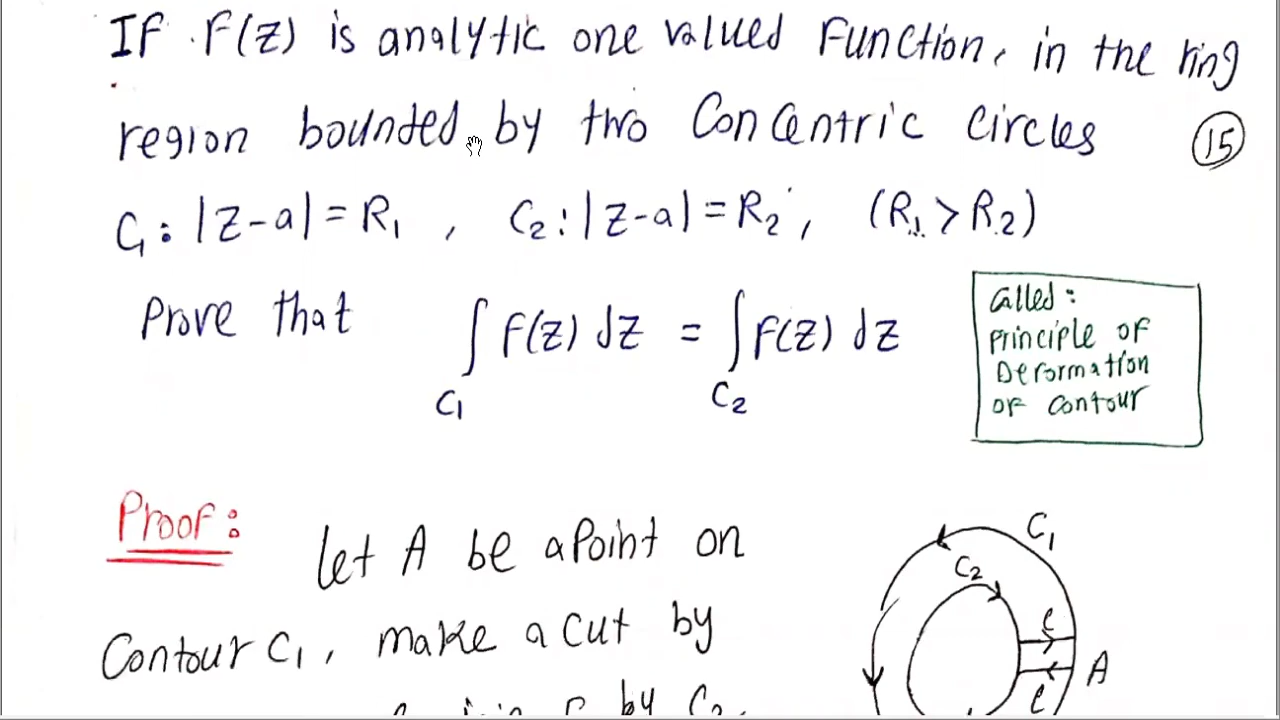 If F(z) is analytic one valued Function, in the ring
region bounded by two Concentric Circles
(15)
C₁: |z-a| = R₁ , C₂: |z-a| = R₂ , (R₁ > R₂)
Prove that ∫ F(z) dz = ∫ F(z) dz
C₁ C₂
Called:
principle of
Deformation
of contour
Proof:
let A be a Point on
Contour C₁, make a cut by
by C₂.
C₁
C₂
e
A
e